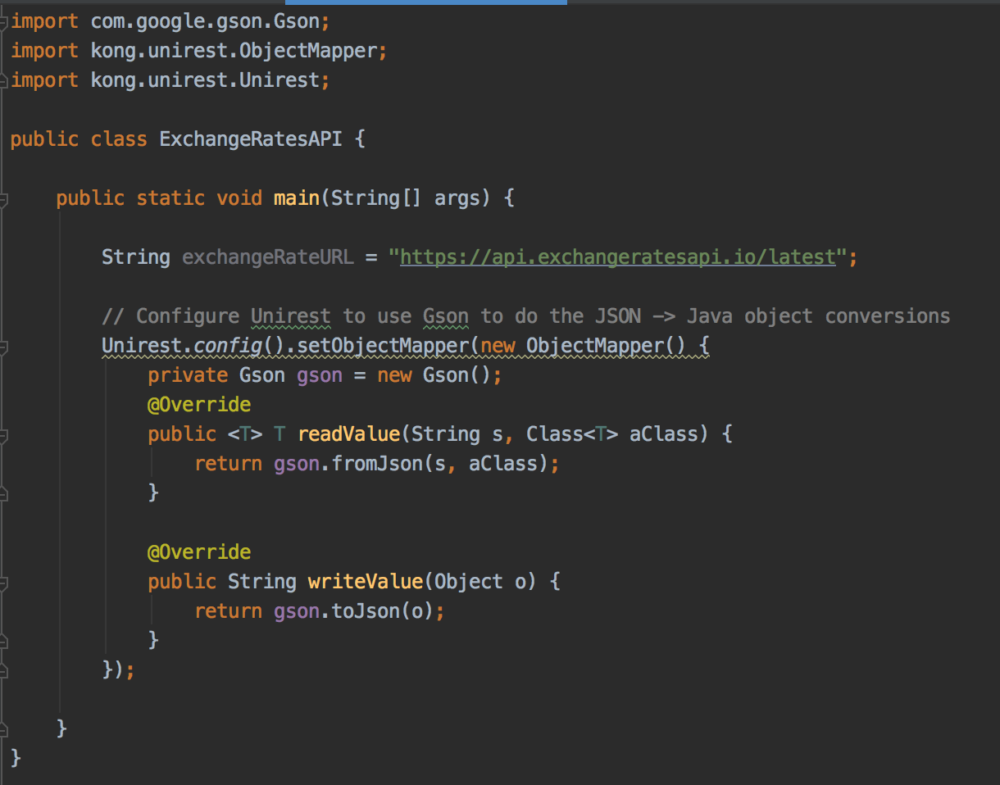 import com.google.gson.Gson;
import kong.unirest.ObjectMapper;
import kong.unirest.Unirest;
public class ExchangeRatesAPI {
public static void main(String[] args) {
String exchangeRateURL = "https://api.exchangeratesapi.io/latest";
// Configure Unirest to use Gson to do the JSON -> Java object conversions
Unirest.config().setObjectMapper(new ObjectMapper() {
private Gson gson = new Gson();
@Override
public <T> T readValue(String s, Class<T> aClass) {
return gson.fromJson(s, aClass);
}
@Override
public String writeValue(Object o) {
return gson.toJson(o);
}
});
}
}